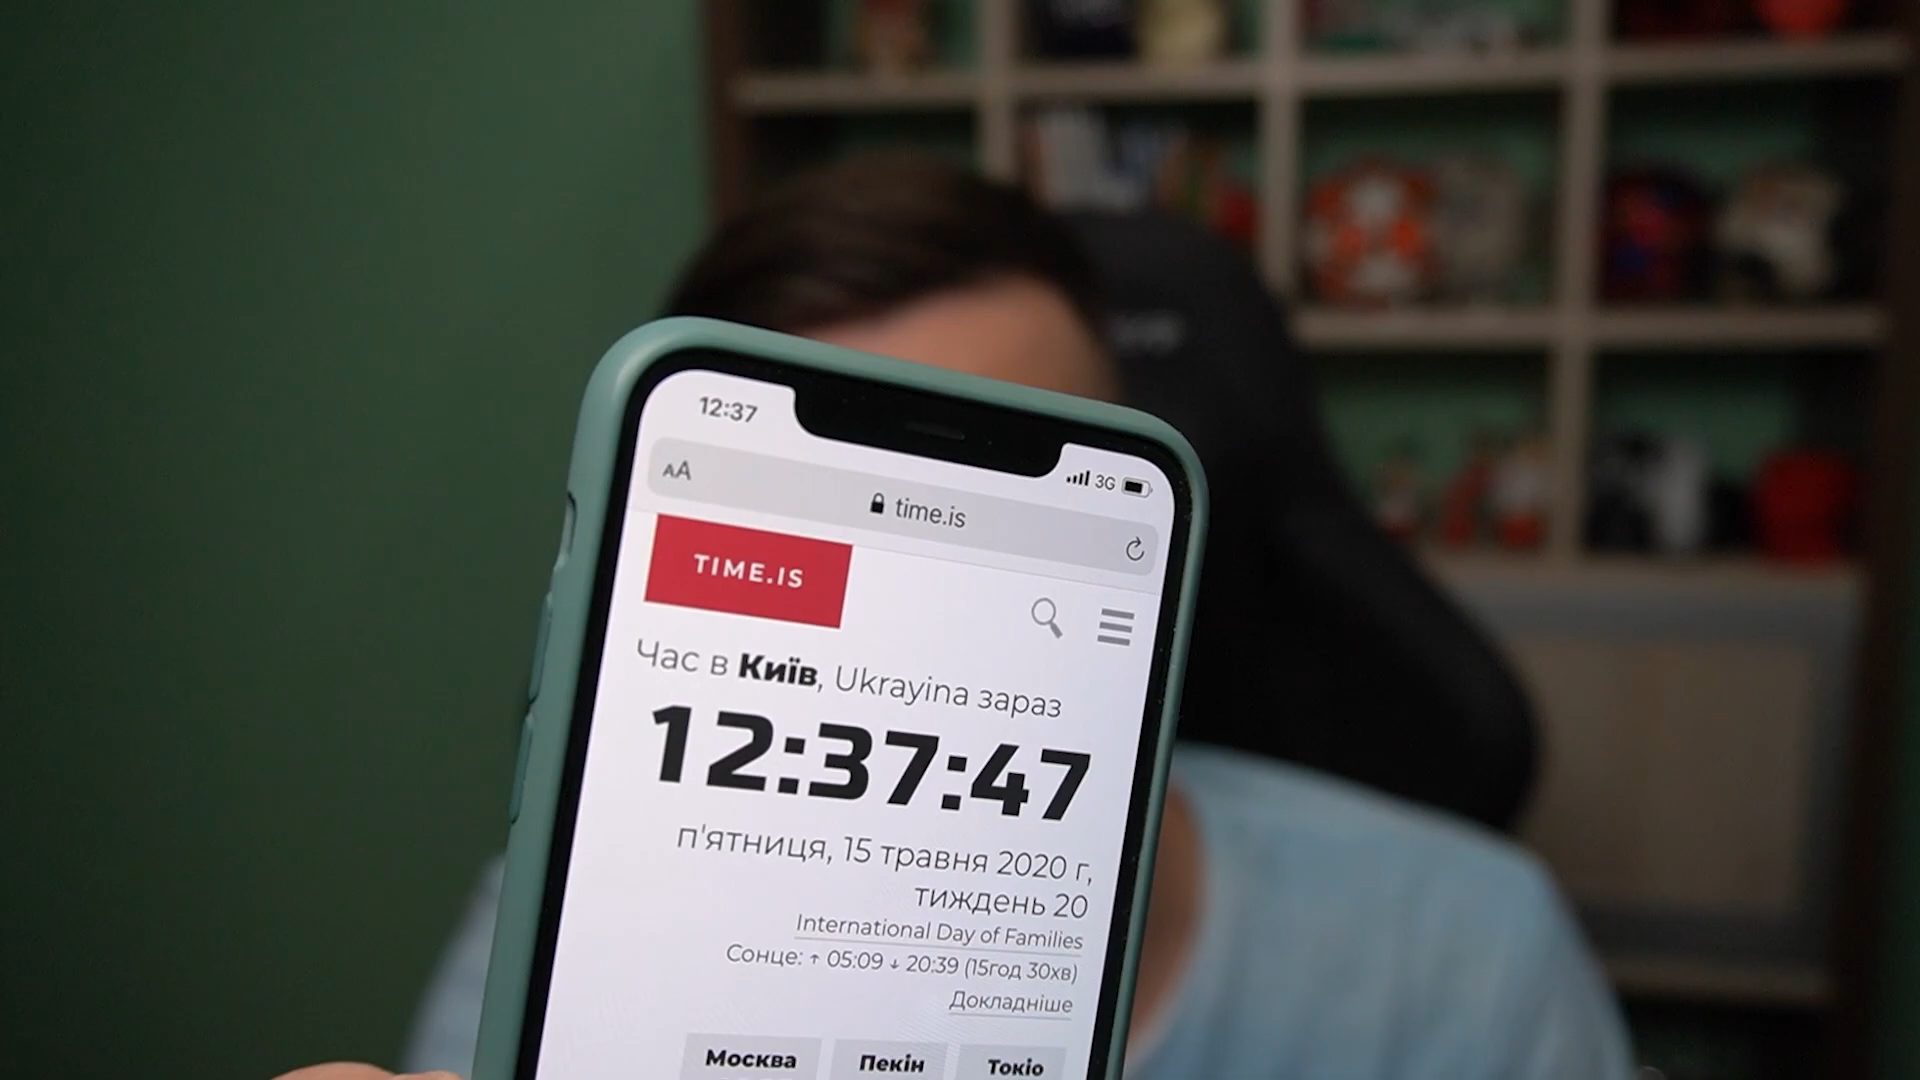 12:37
3G
AA
time.is
TIME.IS
Час в Київ, Ukrayina зараз
12:37:47
п'ятниця, 15 травня 2020 г,
тиждень 20
International Day of Families
Сонце: ↑ 05:09 ↓ 20:39 (15год 30хв)
Докладніше
Москва Пекін Токіо